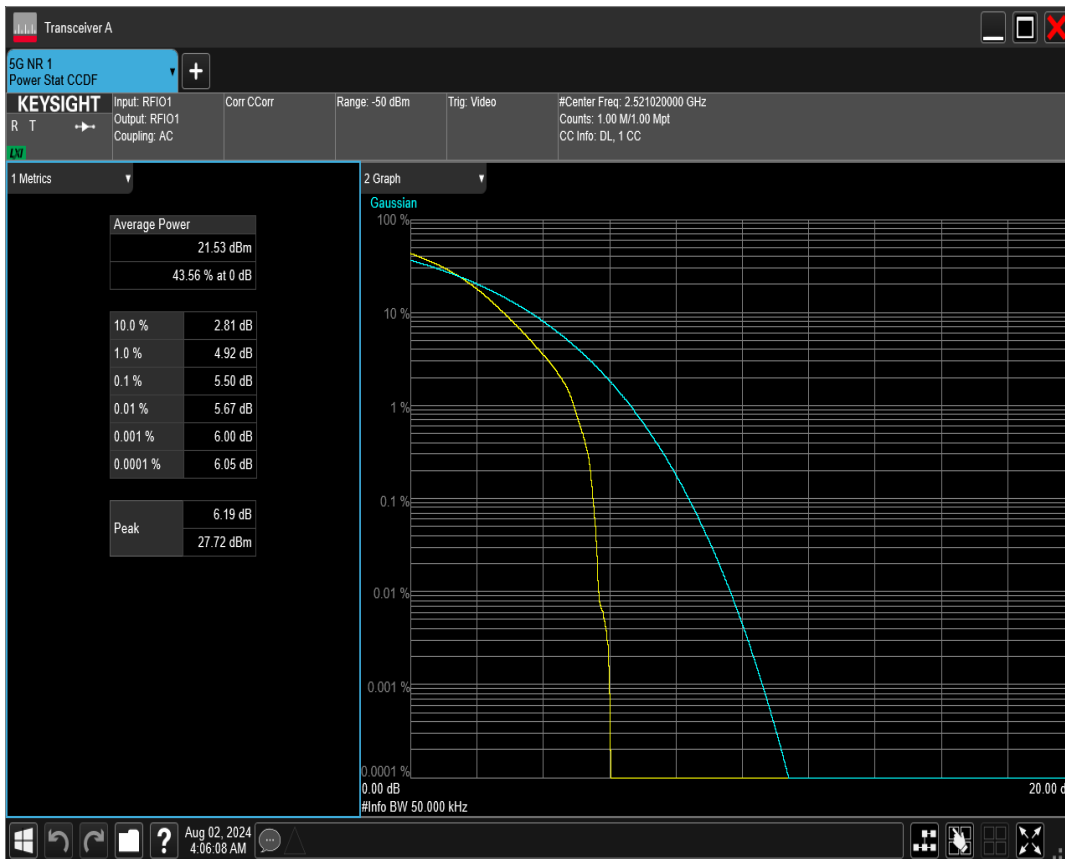 Transceiver A
5G NR 1
Power Stat CCDF
KEYSIGHT
R T
LXI
Input: RFIO1
Output: RFIO1
Coupling: AC
Corr CCorr
Range: -50 dBm
Trig: Video
#Center Freq: 2.521020000 GHz
Counts: 1.00 M/1.00 Mpt
CC Info: DL, 1 CC
1 Metrics
Average Power
21.53 dBm
43.56 % at 0 dB
10.0 % 2.81 dB
1.0 % 4.92 dB
0.1 % 5.50 dB
0.01 % 5.67 dB
0.001 % 6.00 dB
0.0001 % 6.05 dB
Peak
6.19 dB
27.72 dBm
2 Graph
Gaussian
100 %
10 %
1 %
0.1 %
0.01 %
0.001 %
0.0001 %
0.00 dB
20.00 d
#Info BW 50.000 kHz
Aug 02, 2024
4:06:08 AM